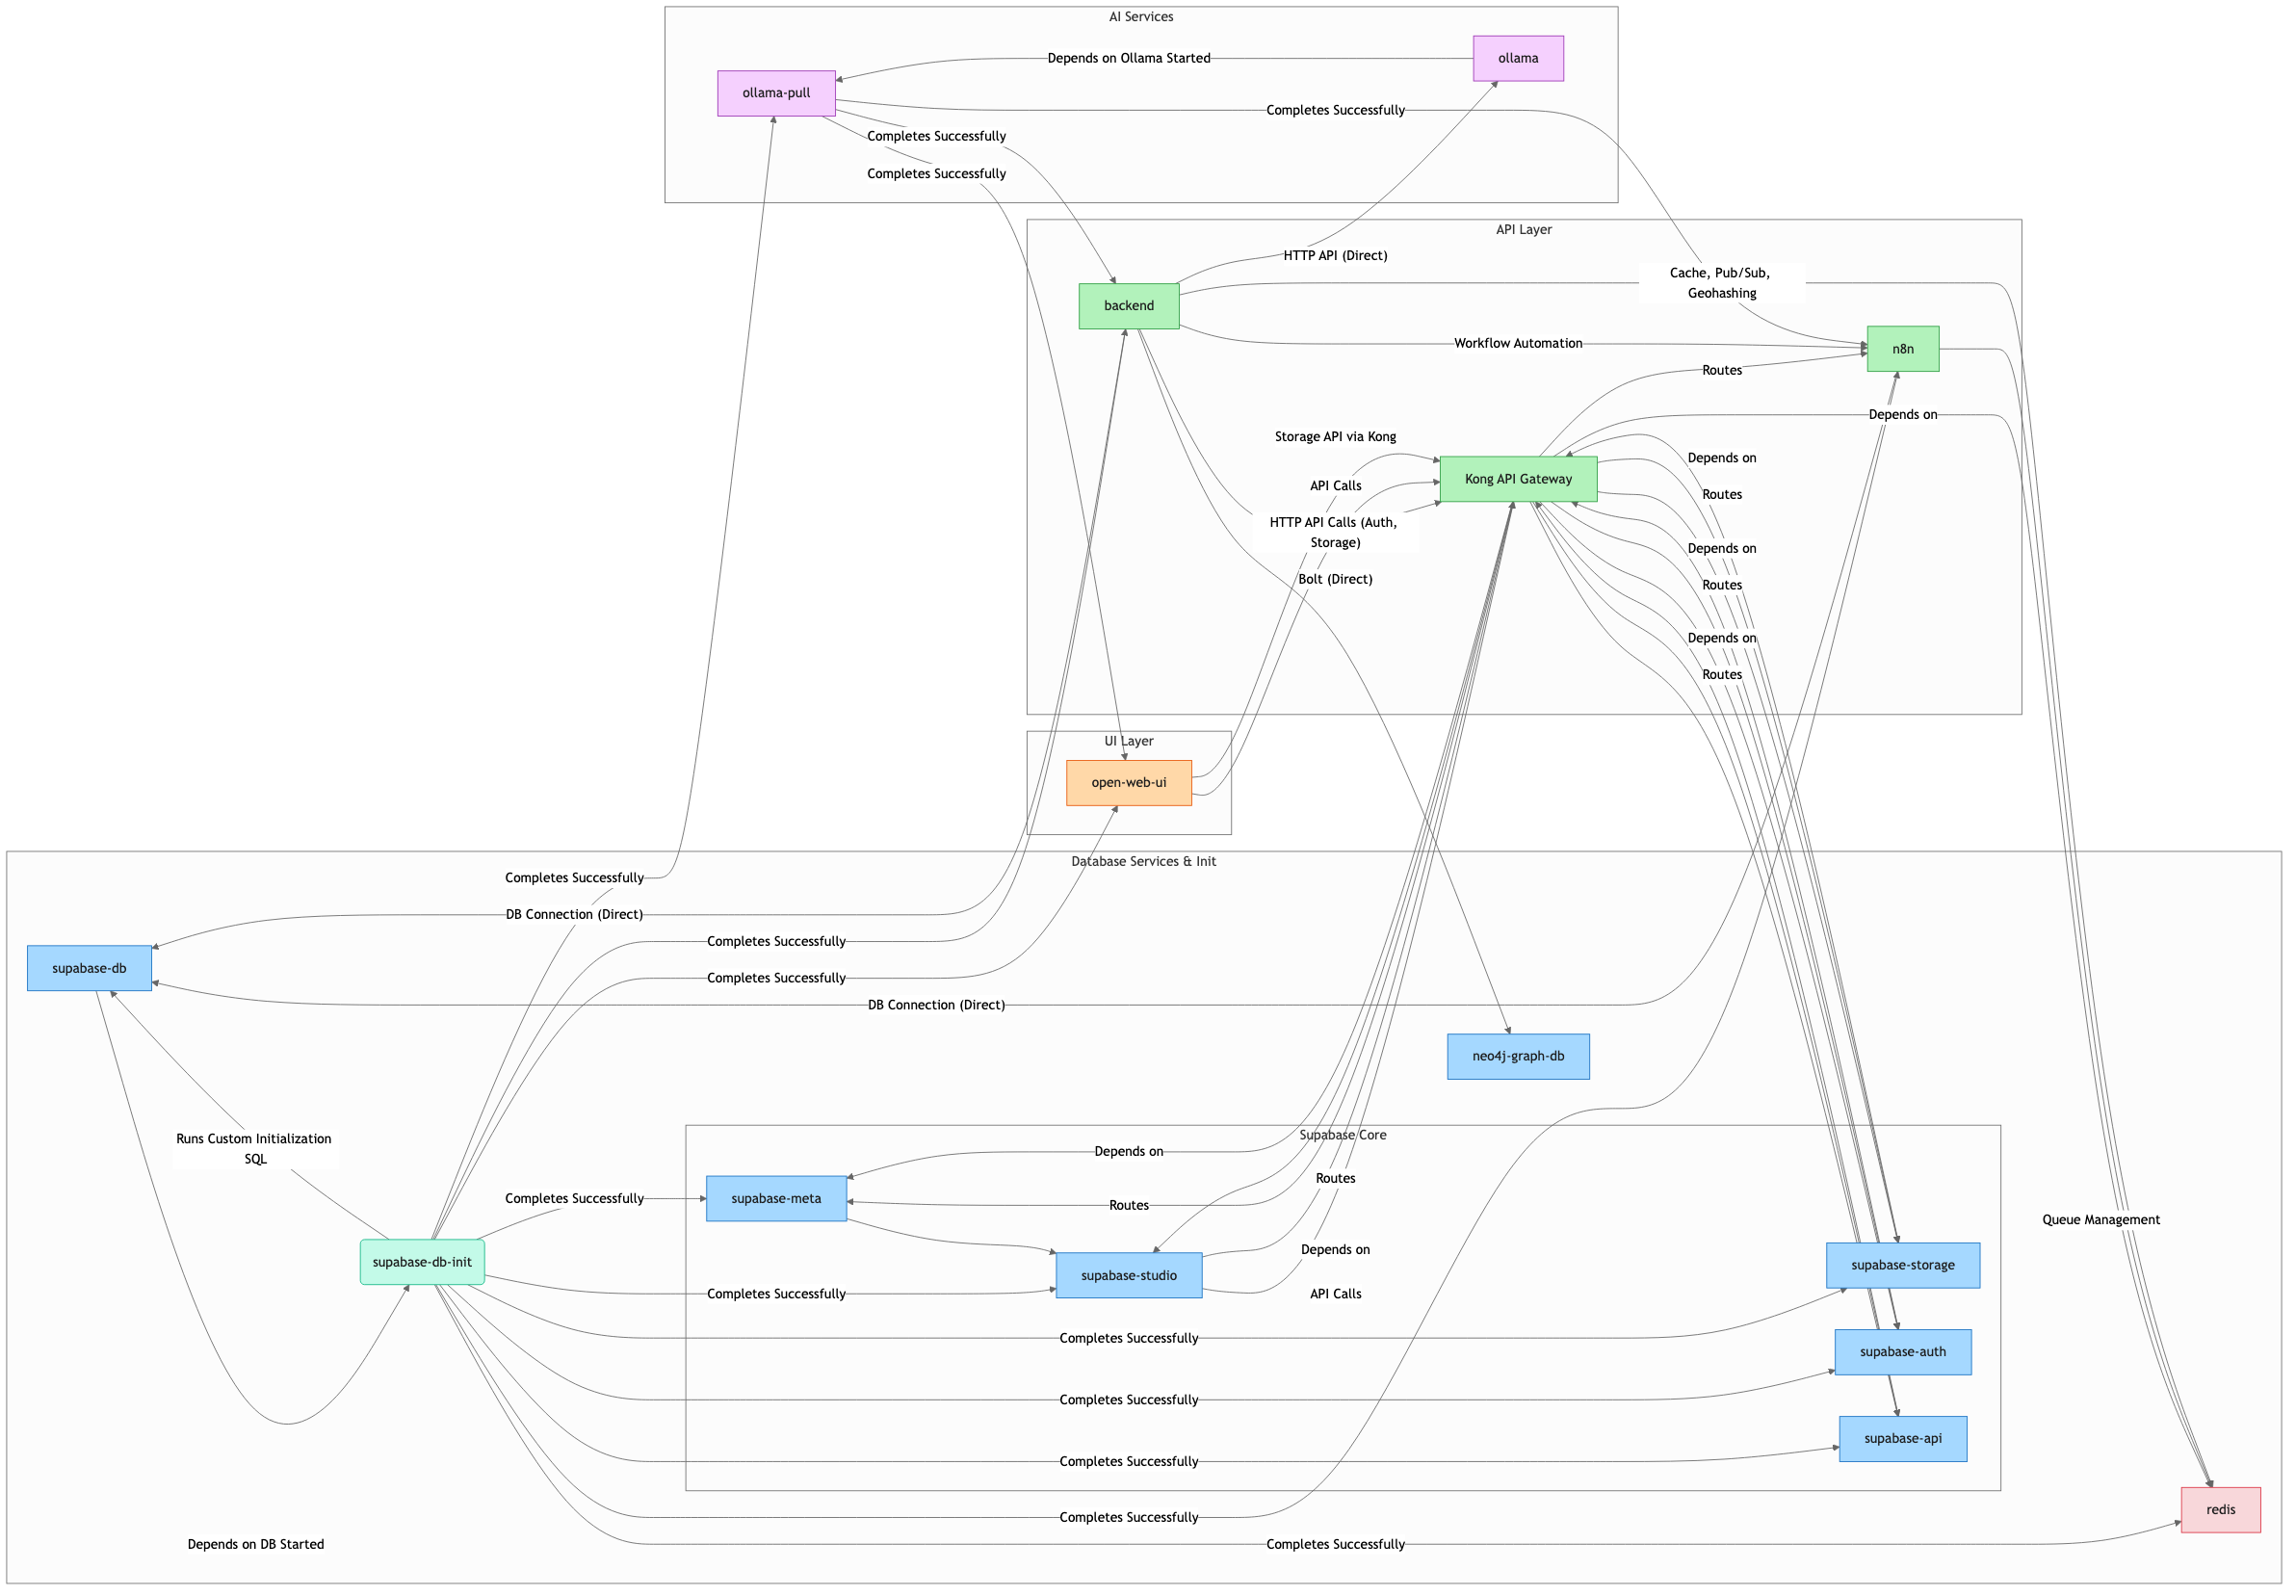 AI Services
Depends on Ollama Started
ollama
ollama-pull
Completes Successfully
Completes Successfully
Completes Successfully
API Layer
HTTP API (Direct)
Cache, Pub/Sub,
Geohashing
backend
Workflow Automation
n8n
Routes
Depends on
Storage API via Kong
Depends on
Kong API Gateway
API Calls
Routes
HTTP API Calls (Auth,
Storage)
Depends on
Bolt (Direct)
Routes
Depends on
Routes
UI Layer
open-web-ui
Database Services & Init
Completes Successfully
DB Connection (Direct)
Completes Successfully
supabase-db
Completes Successfully
DB Connection (Direct)
neo4j-graph-db
Runs Custom Initialization
SQL
Supabase Core
Depends on
Routes
Completes Successfully
supabase-meta
Routes
Queue Management
Depends on
supabase-db-init
supabase-studio
supabase-storage
Completes Successfully
API Calls
Completes Successfully
supabase-auth
Completes Successfully
supabase-api
Completes Successfully
redis
Completes Successfully
Depends on DB Started
Completes Successfully